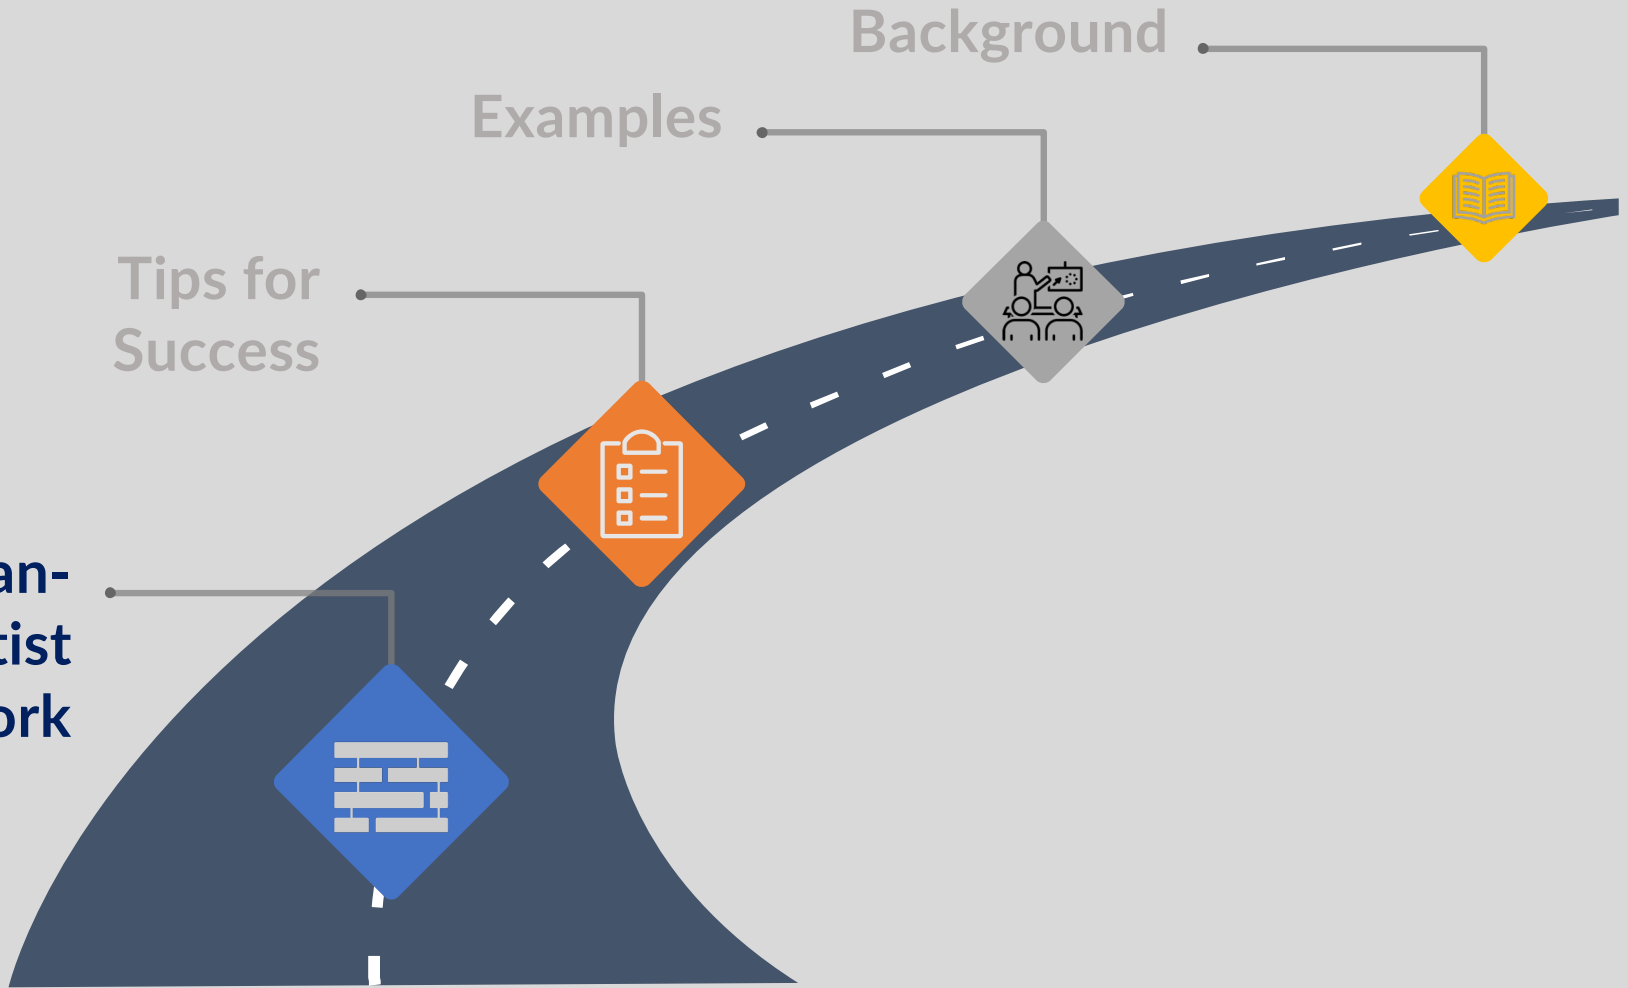 Background
Examples
Tips for
Success
an-
tist
ork